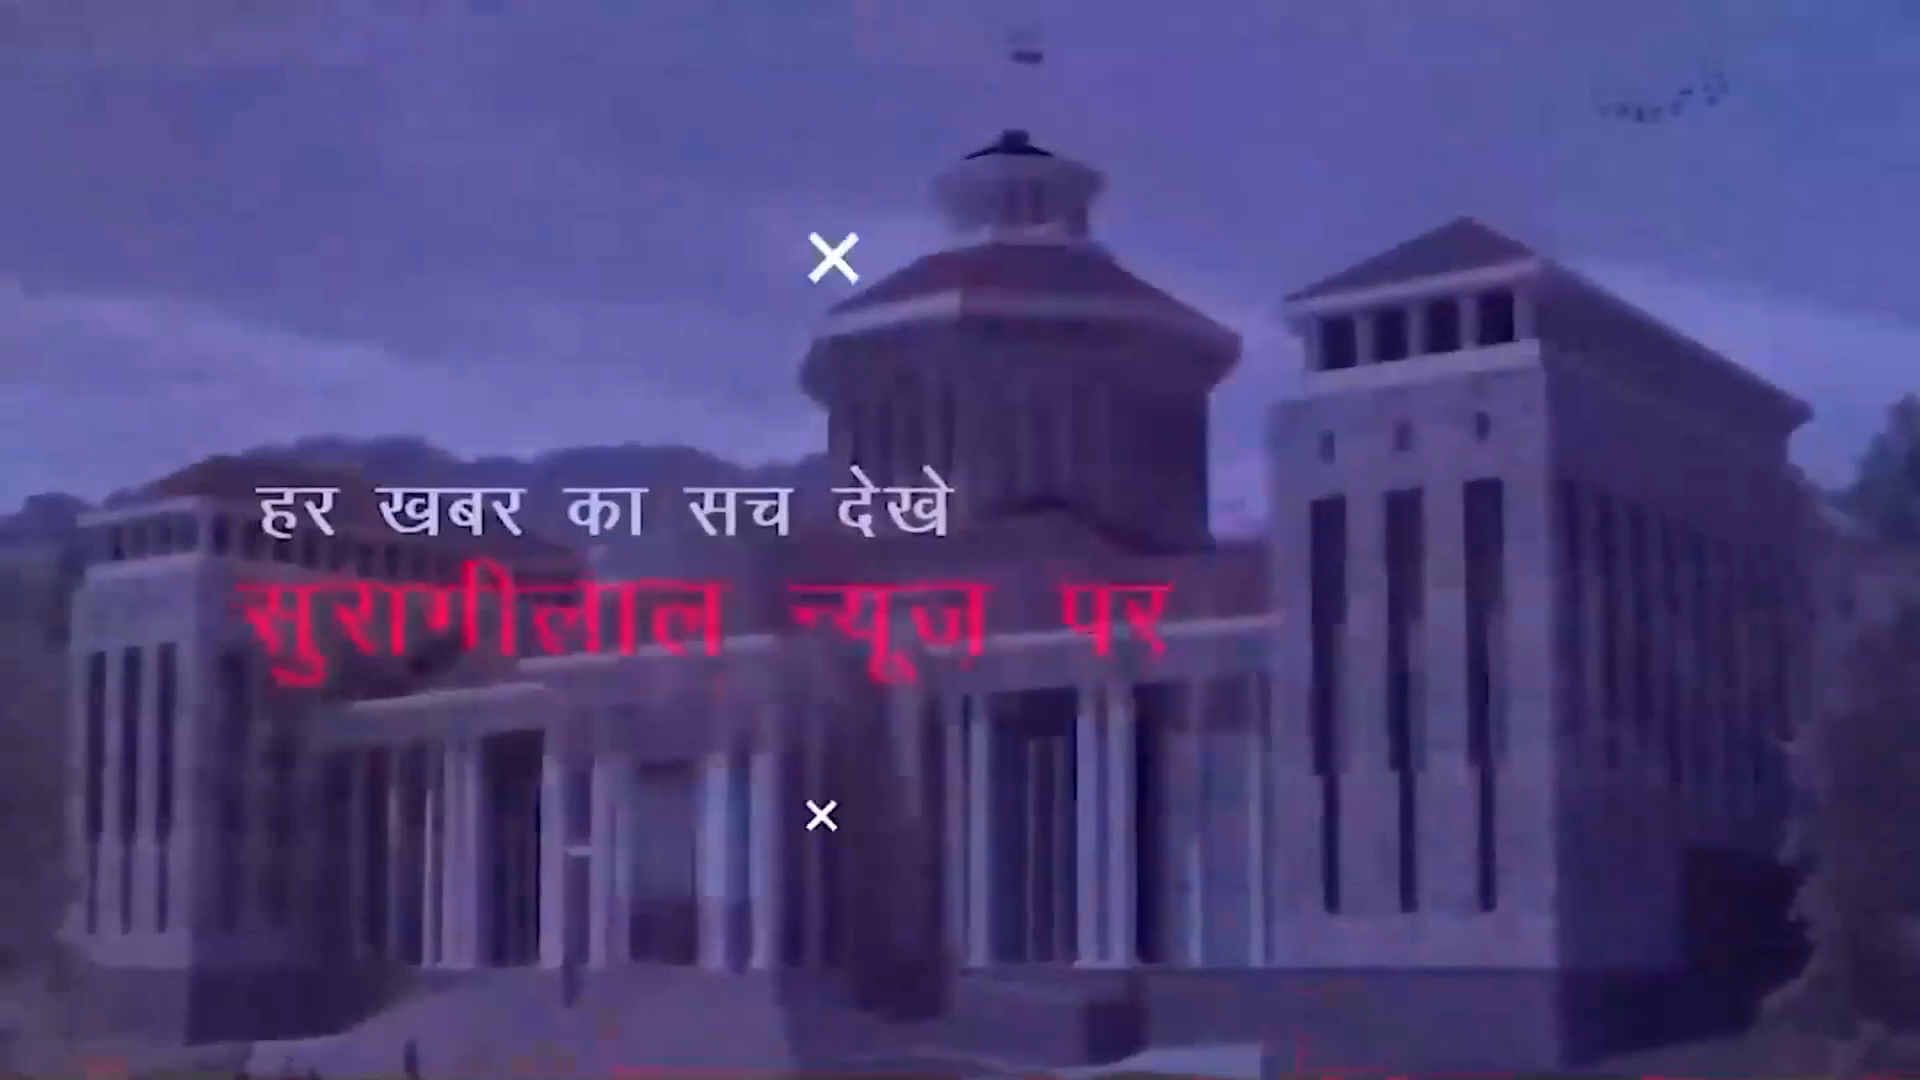 हर खबर का सच देखे
सुरागीलाल न्यूज़ पर